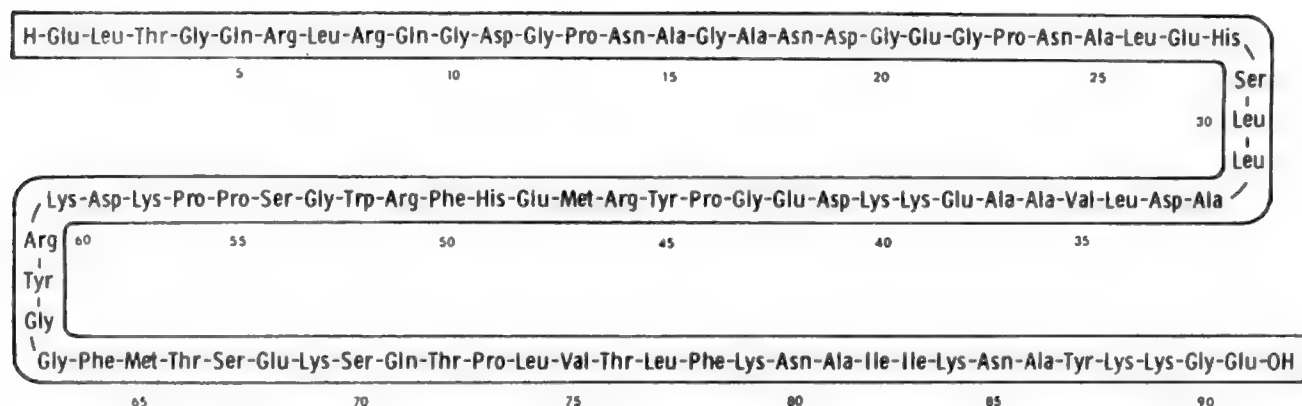 H-Glu-Leu-Thr-Gly-Gln-Arg-Leu-Arg-Gln-Gly-Asp-Gly-Pro-Asn-Ala-Gly-Ala-Asn-Asp-Gly-Glu-Gly-Pro-Asn-Ala-Leu-Glu-His
5 10 15 20 25
Ser
30 Leu
Leu
Lys-Asp-Lys-Pro-Pro-Ser-Gly-Trp-Arg-Phe-His-Glu-Met-Arg-Tyr-Pro-Gly-Glu-Asp-Lys-Lys-Glu-Ala-Ala-Val-Leu-Asp-Ala
Arg 60 55 50 45 40 35
Tyr
Gly
Gly-Phe-Met-Thr-Ser-Glu-Lys-Ser-Gln-Thr-Pro-Leu-Val-Thr-Leu-Phe-Lys-Asn-Ala-Ile-Ile-Lys-Asn-Ala-Tyr-Lys-Lys-Gly-Glu-OH
65 70 75 80 85 90